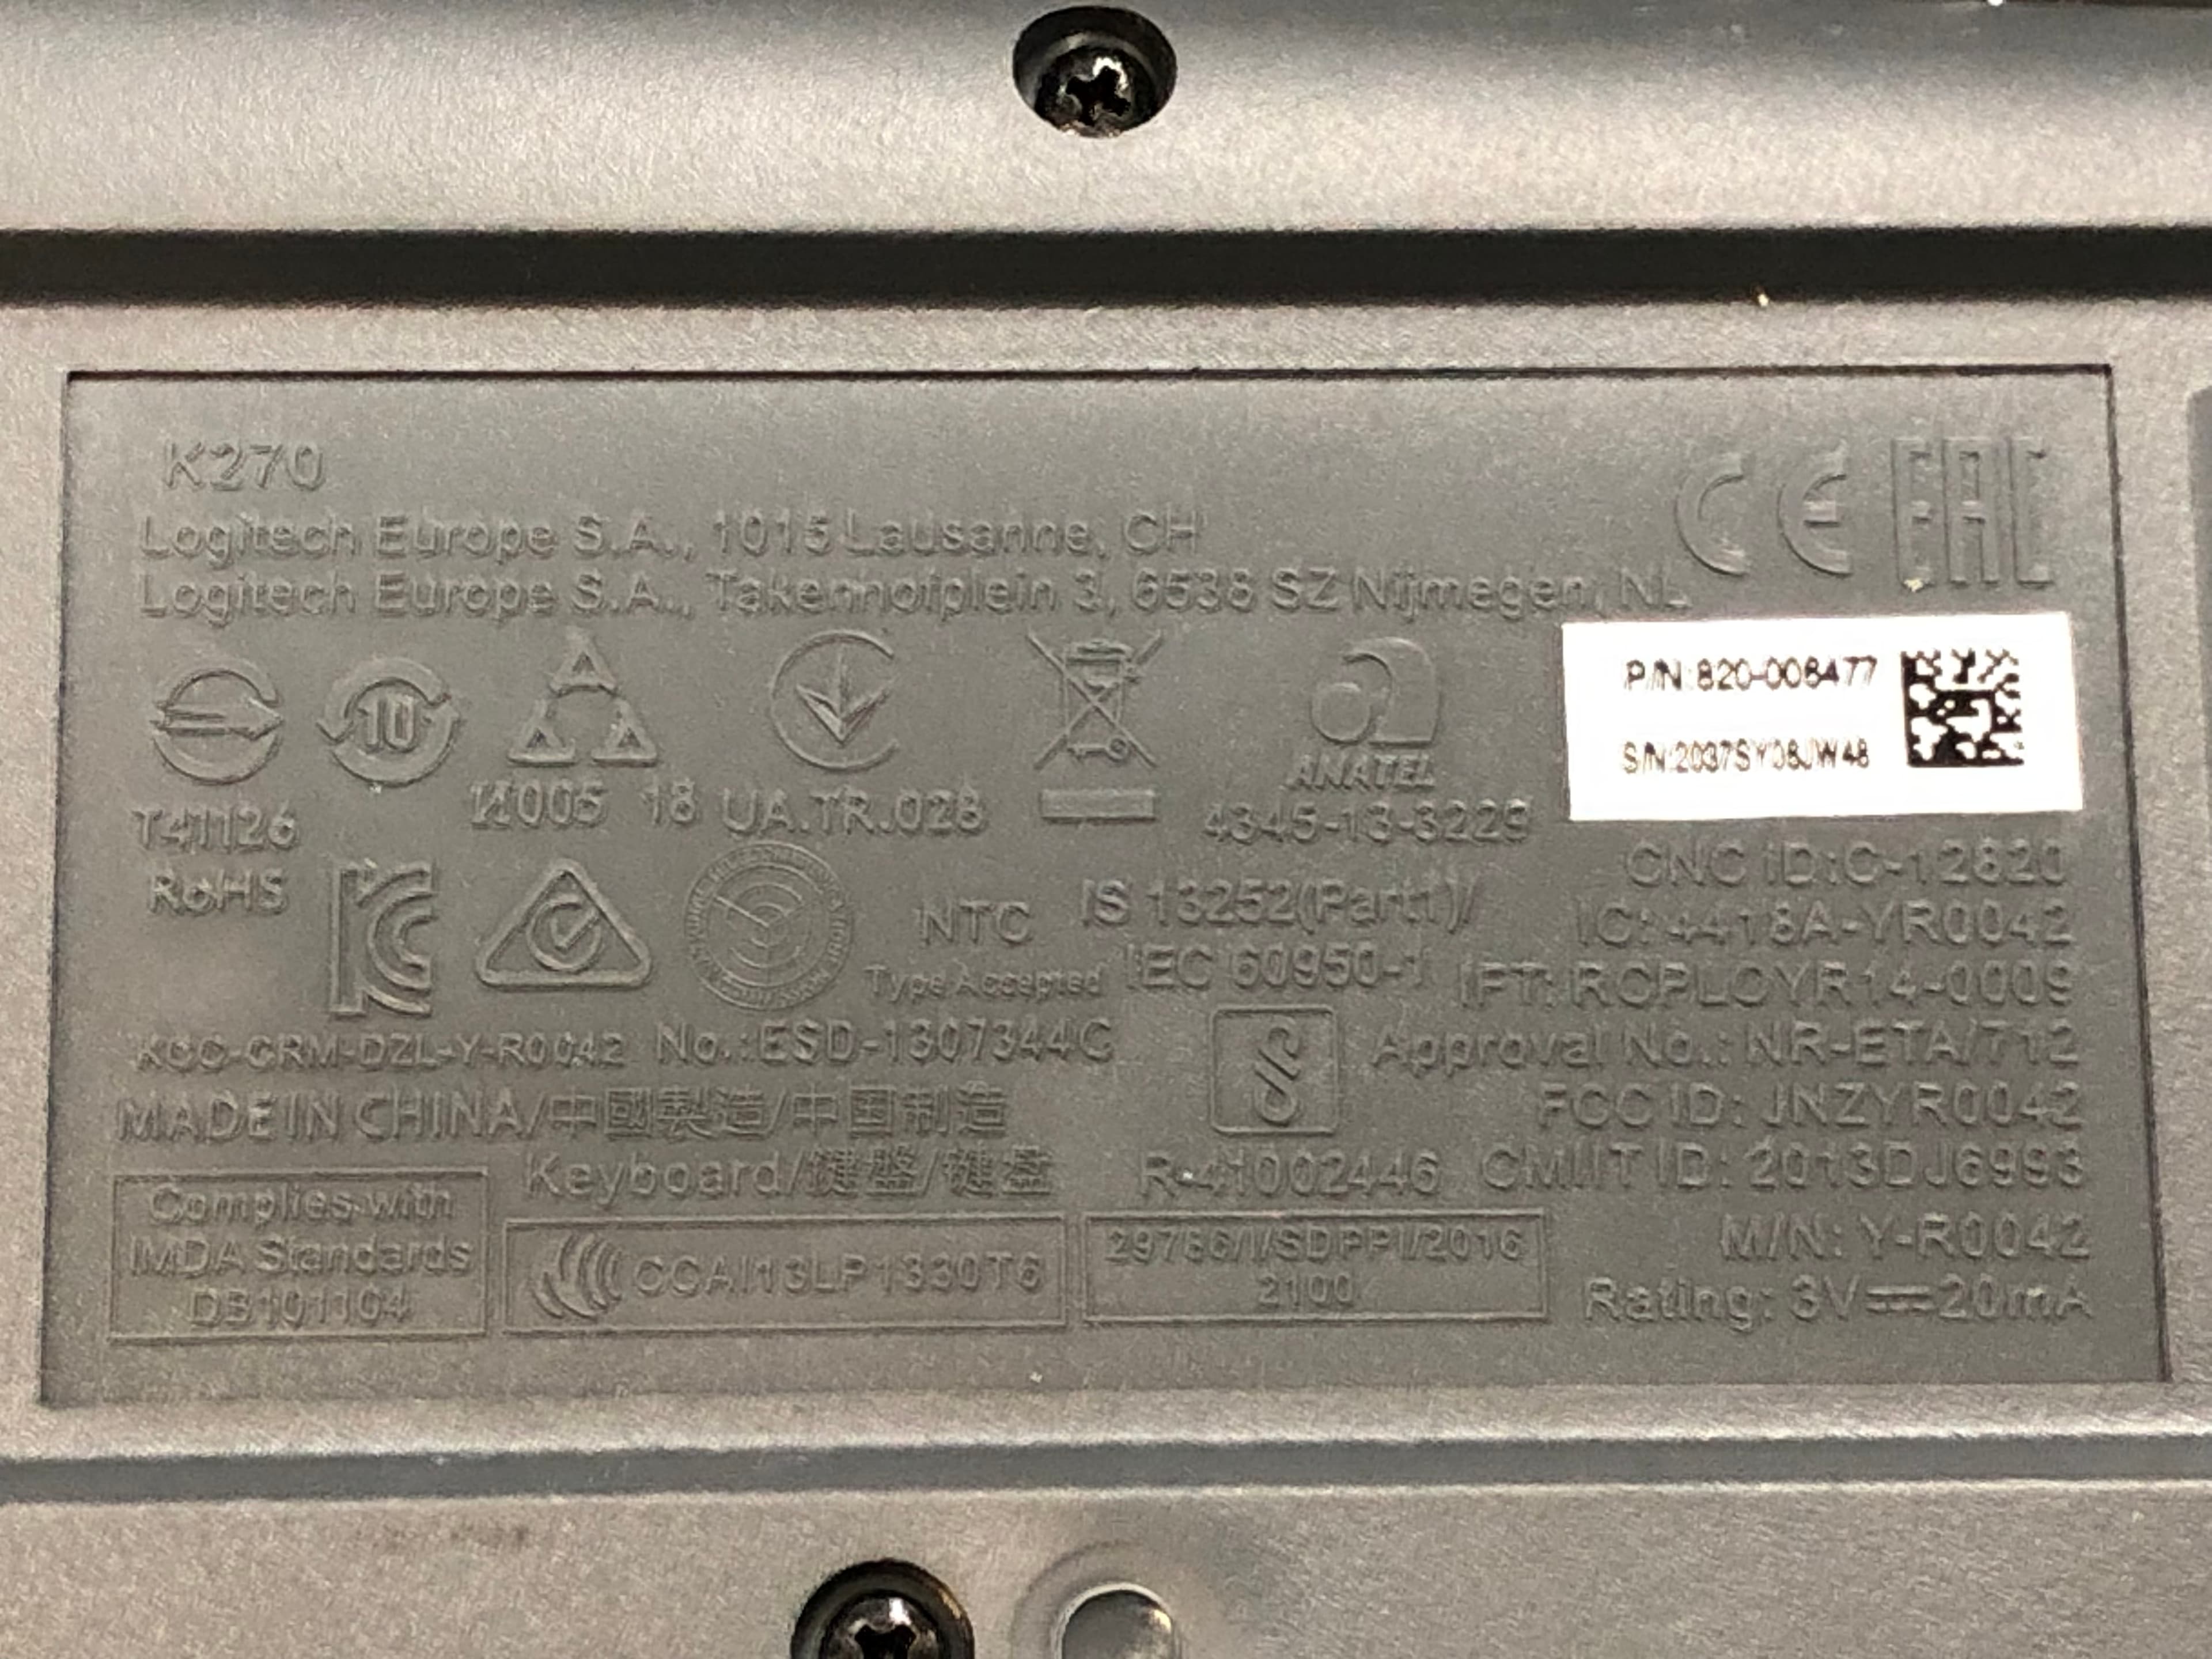 K270
Logitech Europe S.A., 1015 Lausanne, CH
Logitech Europe S.A., Takenhofplein 3, 6538 SZ Nijmegen, NL
CE EAC
P/N:820-006477
S/N:2037SY08JW48
10
T41126
RoHS
И005 18
UA.TR.028
ANATEL
4345-13-3229
CNC ID:C-12620
IC: 4418A-YR0042
IFT: RCPLOYR14-0009
Approval No.: NR-ETA/712
FCC ID: JNZYR0042
CMIIT ID: 2013DJ6993
M/N: Y-R0042
Rating: 3V⎓20mA
NTC
Type Accepted
No.:ESD-1307344C
IS 13252(Part1)/
IEC 60950-1
R-41002446
KCC-CRM-DZL-Y-R0042
MADE IN CHINA/中國製造/中国制造
Keyboard/鍵盤/键盘
Complies with
IMDA Standards
DB101104
CCAI13LP1330T6
29786/I/SDPPI/2016
2100